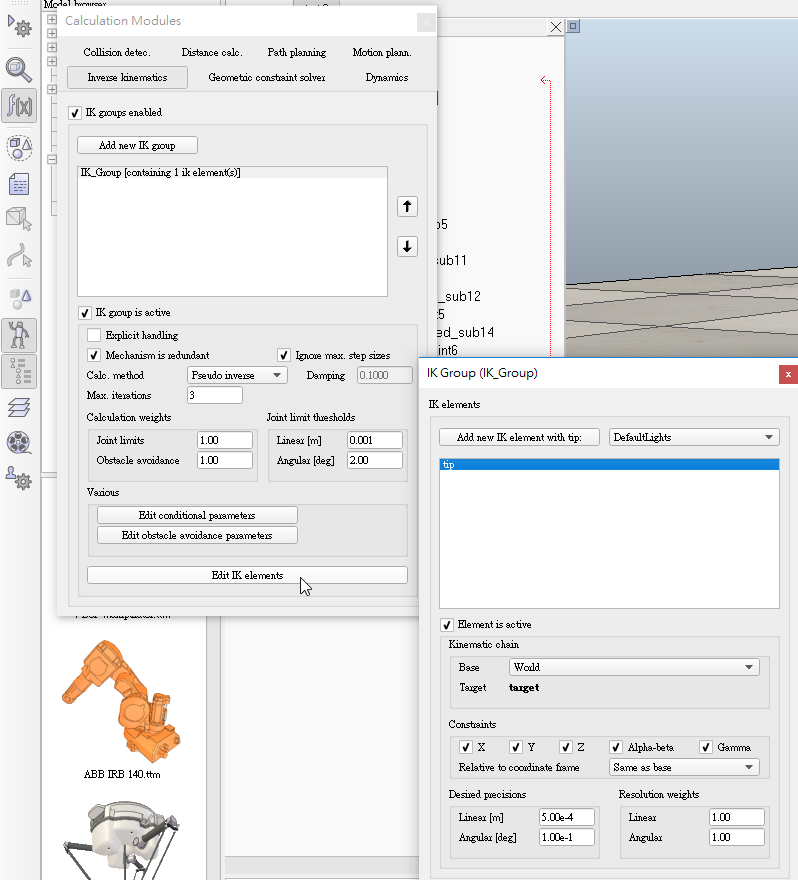 Model browser
Calculation Modules
x
Collision detec.
Distance calc.
Path planning
Motion plann.
Inverse kinematics
Geometric constraint solver
Dynamics
IK groups enabled
Add new IK group
IK_Group [containing 1 ik element(s)]
IK group is active
Explicit handling
Mechanism is redundant
Ignore max. step sizes
Calc. method
Pseudo inverse
Damping
0.1000
Max. iterations
3
Calculation weights
Joint limit thresholds
Joint limits
1.00
Linear [m]
0.001
Obstacle avoidance
1.00
Angular [deg]
2.00
Various
Edit conditional parameters
Edit obstacle avoidance parameters
Edit IK elements
f(x)
p5
sub11
_sub12
25
ed_sub14
int6
ABB IRB 140.ttm
IK Group (IK_Group)
x
IK elements
Add new IK element with tip:
DefaultLights
tip
Element is active
Kinematic chain
Base
World
Target
target
Constraints
X
Y
Z
Alpha-beta
Gamma
Relative to coordinate frame
Same as base
Desired precisions
Resolution weights
Linear [m]
5.00e-4
Linear
1.00
Angular [deg]
1.00e-1
Angular
1.00